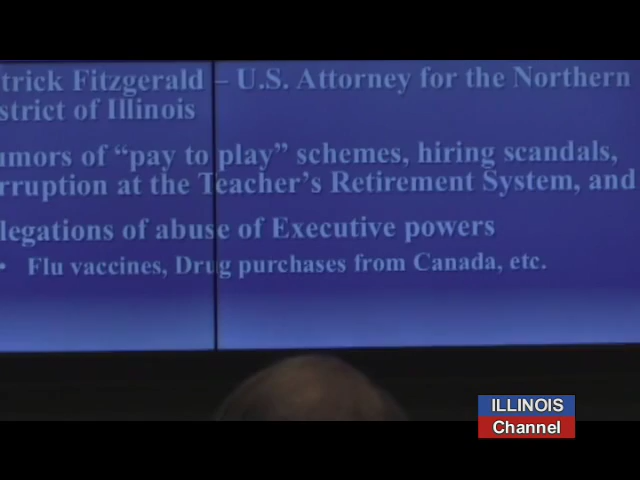 trick Fitzgerald – U.S. Attorney for the Northern
strict of Illinois
umors of “pay to play” schemes, hiring scandals,
rruption at the Teacher’s Retirement System, and
legations of abuse of Executive powers
• Flu vaccines, Drug purchases from Canada, etc.
ILLINOIS
Channel